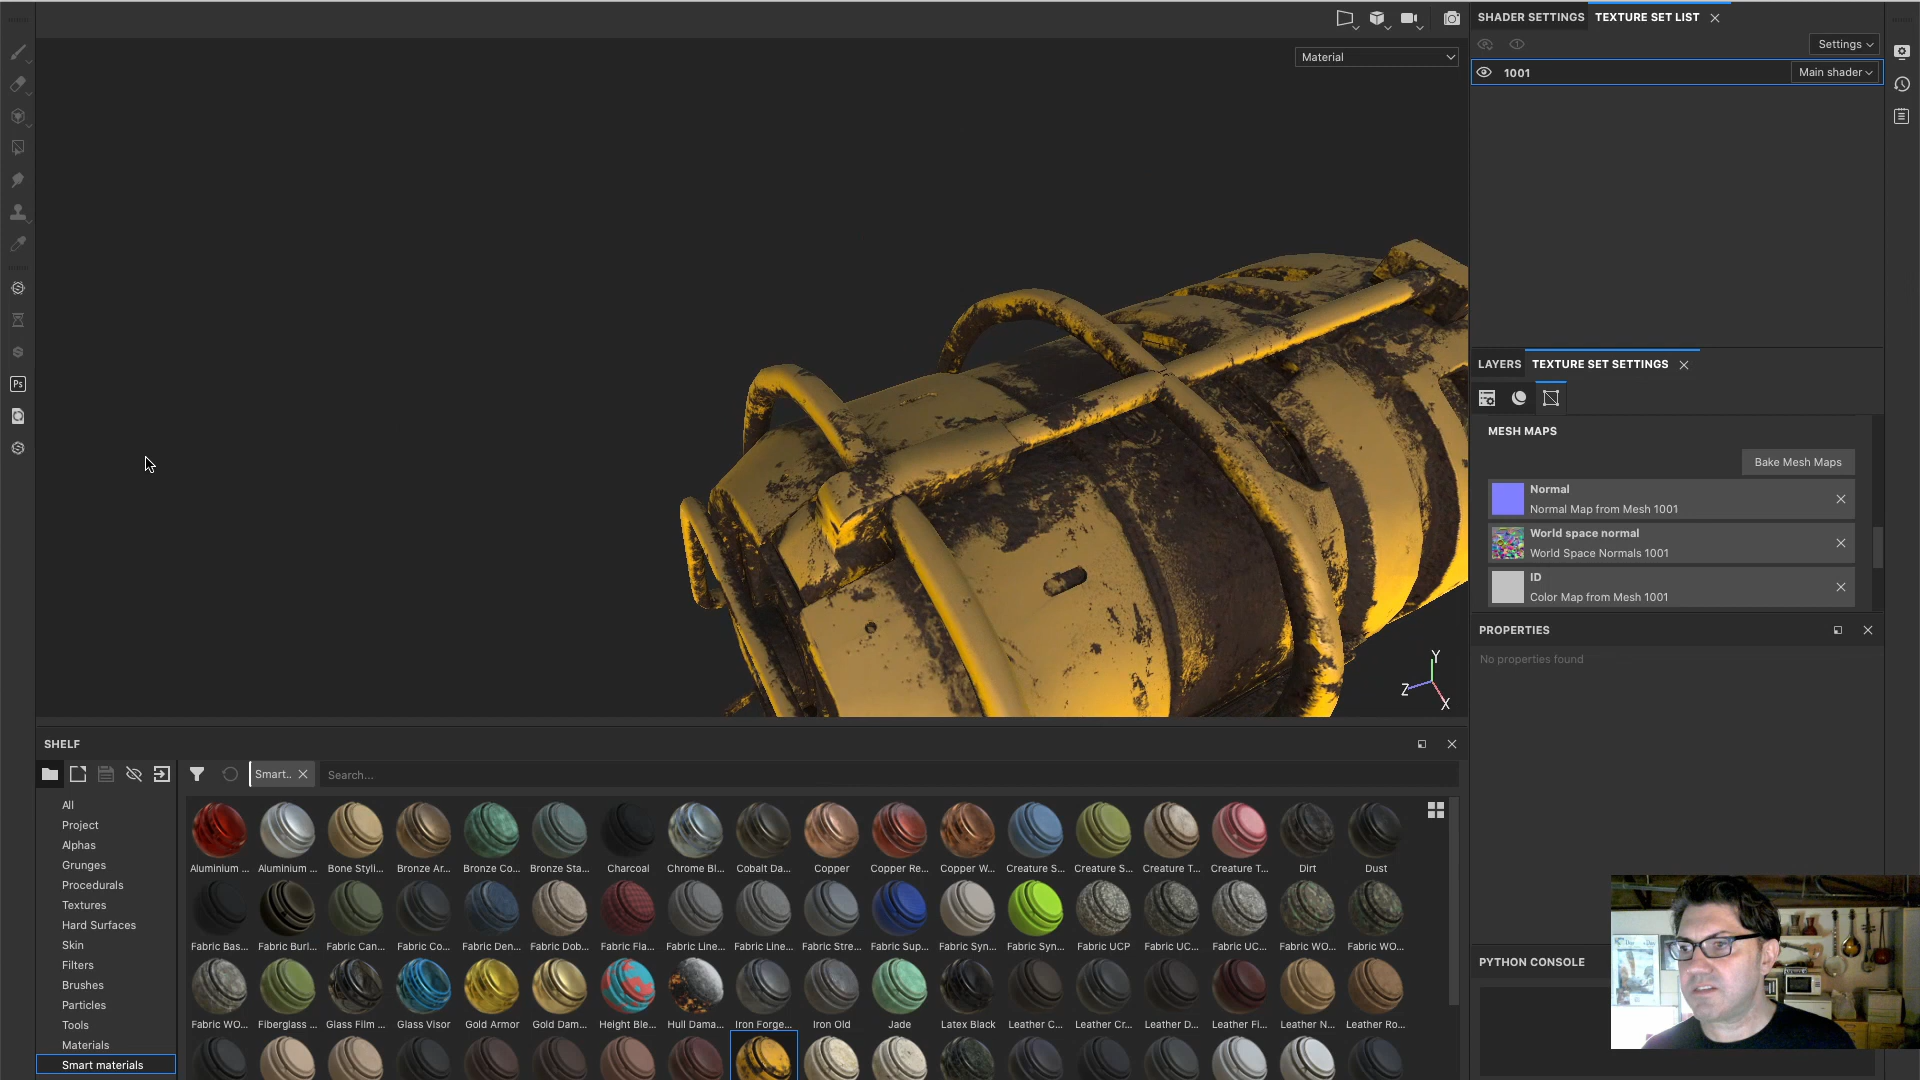 SHADER SETTINGS
TEXTURE SET LIST
Settings
Material
1001
Main shader
LAYERS
TEXTURE SET SETTINGS
MESH MAPS
Bake Mesh Maps
Normal
Normal Map from Mesh 1001
World space normal
World Space Normals 1001
ID
Color Map from Mesh 1001
PROPERTIES
No properties found
Y
Z
X
Ps
SHELF
Smart..
Search...
All
Project
Alphas
Grunges
Procedurals
Textures
Hard Surfaces
Skin
Filters
Brushes
Particles
Tools
Materials
Smart materials
Aluminium ... Aluminium ... Bone Styli... Bronze Ar... Bronze Co... Bronze Sta... Charcoal Chrome Bl... Cobalt Da... Copper Copper Re... Copper W... Creature S... Creature S... Creature T... Creature T... Dirt Dust
Fabric Bas... Fabric Burl... Fabric Can... Fabric Co... Fabric Den... Fabric Dob... Fabric Fla... Fabric Line... Fabric Line... Fabric Stre... Fabric Sup... Fabric Syn... Fabric Syn... Fabric UCP Fabric UC... Fabric UC... Fabric WO... Fabric WO...
Fabric WO... Fiberglass ... Glass Film ... Glass Visor Gold Armor Gold Dam... Height Ble... Hull Dama... Iron Forge... Iron Old Jade Latex Black Leather C... Leather Cr... Leather D... Leather Fi... Leather N... Leather Ro...
PYTHON CONSOLE